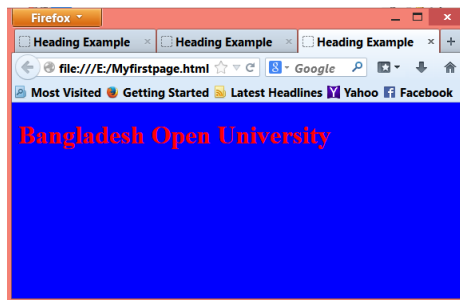 Firefox
Heading Example Heading Example Heading Example
file:///E:/Myfirstpage.html 8 Google
Most Visited Getting Started Latest Headlines Y Yahoo f Facebook
Bangladesh Open University